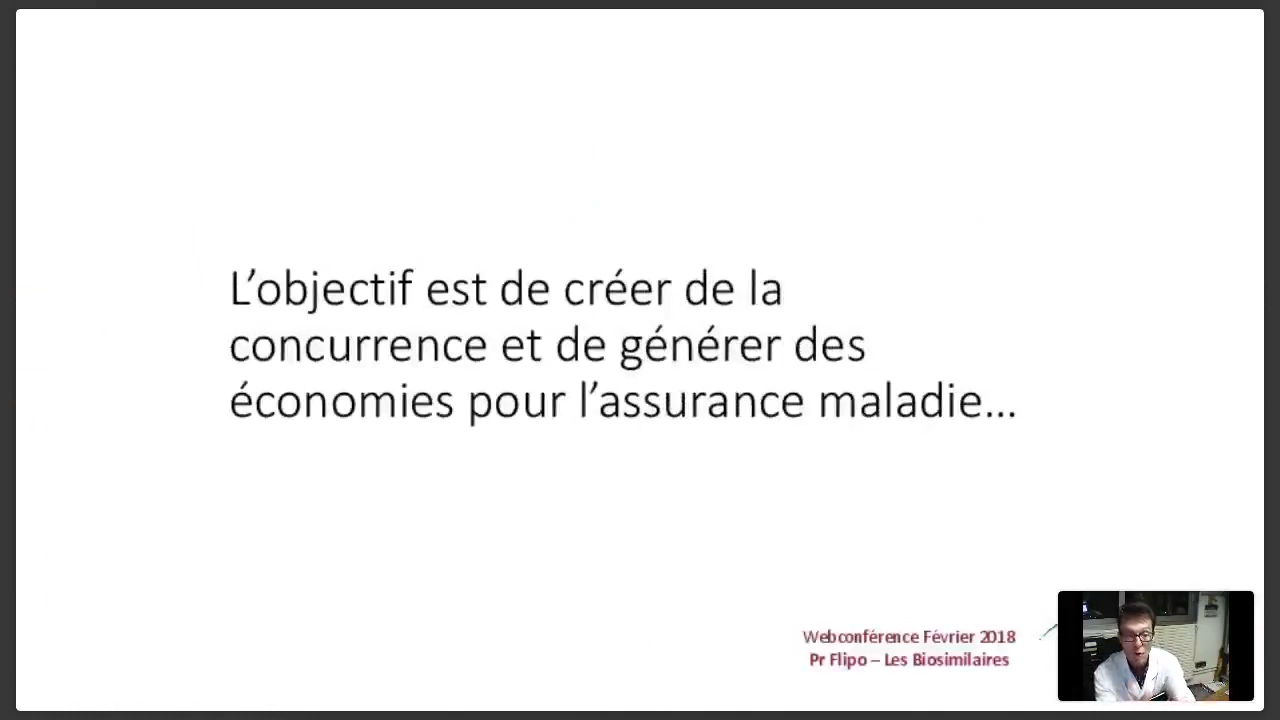 L’objectif est de créer de la
concurrence et de générer des
économies pour l’assurance maladie...
Webconférence Février 2018
Pr Flipo – Les Biosimilaires